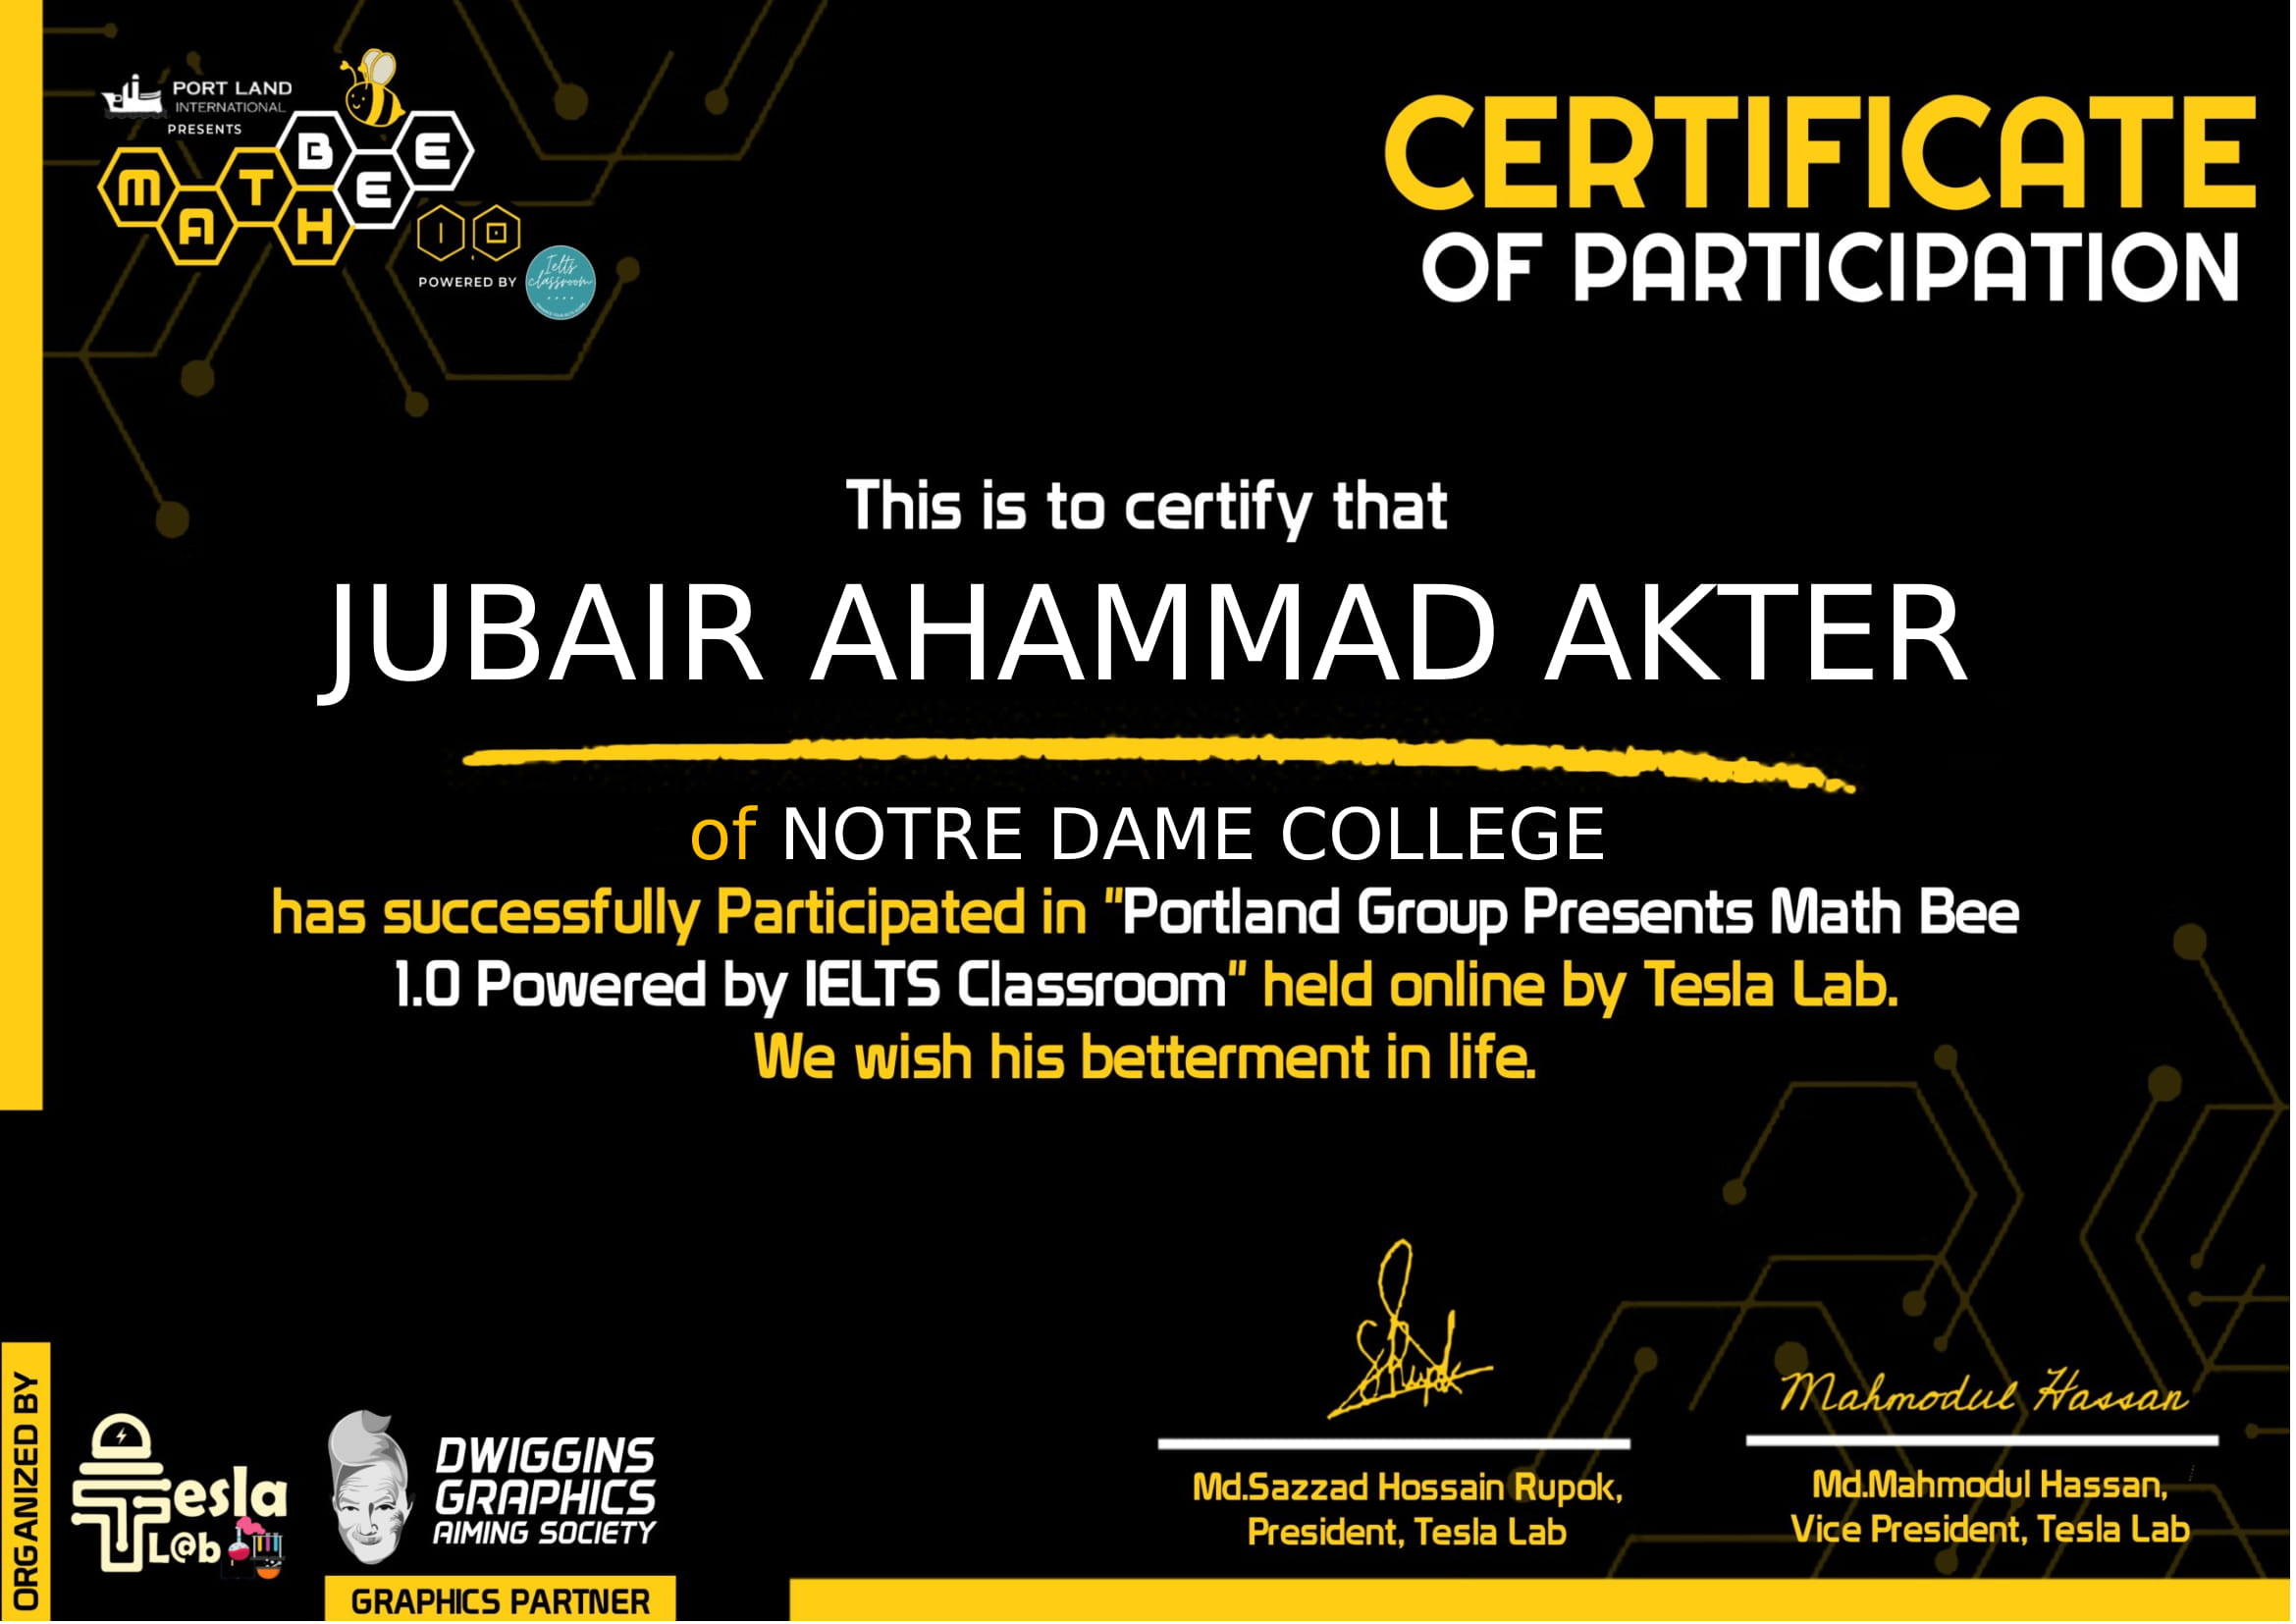 PORT LAND
INTERNATIONAL
PRESENTS
MATH BEE
1.0
POWERED BY
Ielts
classroom
CERTIFICATE
OF PARTICIPATION
This is to certify that
JUBAIR AHAMMAD AKTER
of NOTRE DAME COLLEGE
has successfully Participated in "Portland Group Presents Math Bee
1.0 Powered by IELTS Classroom" held online by Tesla Lab.
We wish his betterment in life.
ORGANIZED BY
Tesla
L@b
DWIGGINS
GRAPHICS
AIMING SOCIETY
GRAPHICS PARTNER
SRupok
Md.Sazzad Hossain Rupok,
President, Tesla Lab
Mahmodul Hassan
Md.Mahmodul Hassan,
Vice President, Tesla Lab